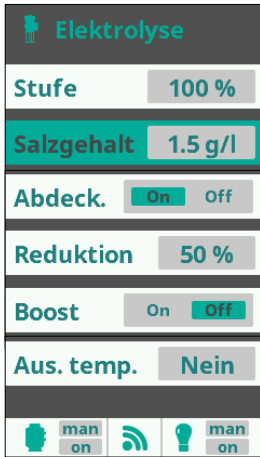 Elektrolyse
Stufe 100 %
Salzgehalt 1.5 g/l
Abdeck. On Off
Reduktion 50 %
Boost On Off
Aus. temp. Nein
man man
on on